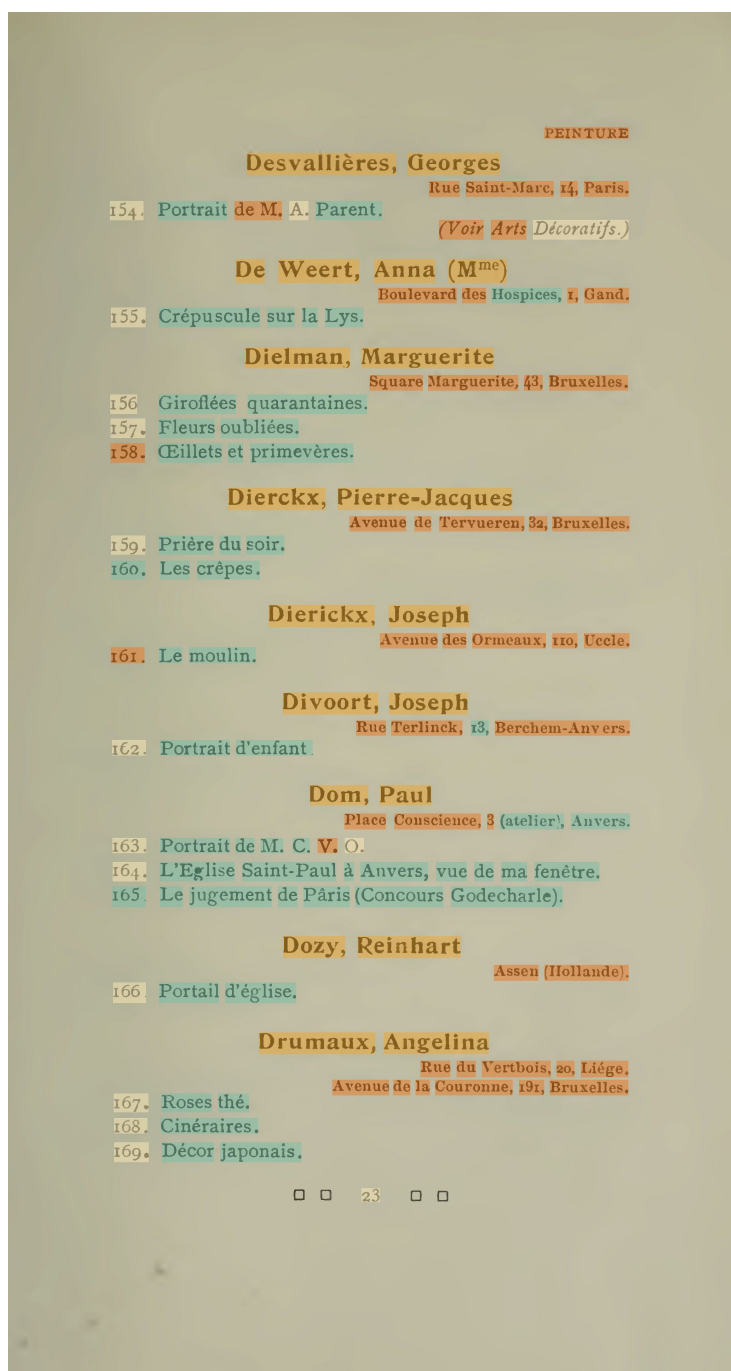 PEINTURE
Desvallières, Georges
Rue Saint-Marc, 14, Paris.
154. Portrait de M. A. Parent.
(Voir Arts Décoratifs.)
De Weert, Anna (Mme)
Boulevard des Hospices, 1, Gand.
155. Crépuscule sur la Lys.
Dielman, Marguerite
Square Marguerite, 43, Bruxelles.
156 Giroflées quarantaines.
157. Fleurs oubliées.
158. Œillets et primevères.
Dierckx, Pierre-Jacques
Avenue de Tervueren, 32, Bruxelles.
159. Prière du soir.
160. Les crêpes.
Dierickx, Joseph
Avenue des Ormeaux, 110, Uccle.
161. Le moulin.
Divoort, Joseph
Rue Terlinck, 13, Berchem-Anvers.
162. Portrait d'enfant.
Dom, Paul
Place Conscience, 3 (atelier), Anvers.
163. Portrait de M. C. V. O.
164. L'Eglise Saint-Paul à Anvers, vue de ma fenêtre.
165. Le jugement de Pâris (Concours Godecharle).
Dozy, Reinhart
Assen (Hollande).
166. Portail d'église.
Drumaux, Angelina
Rue du Vertbois, 20, Liége.
Avenue de la Couronne, 191, Bruxelles.
167. Roses thé.
168. Cinéraires.
169. Décor japonais.
23